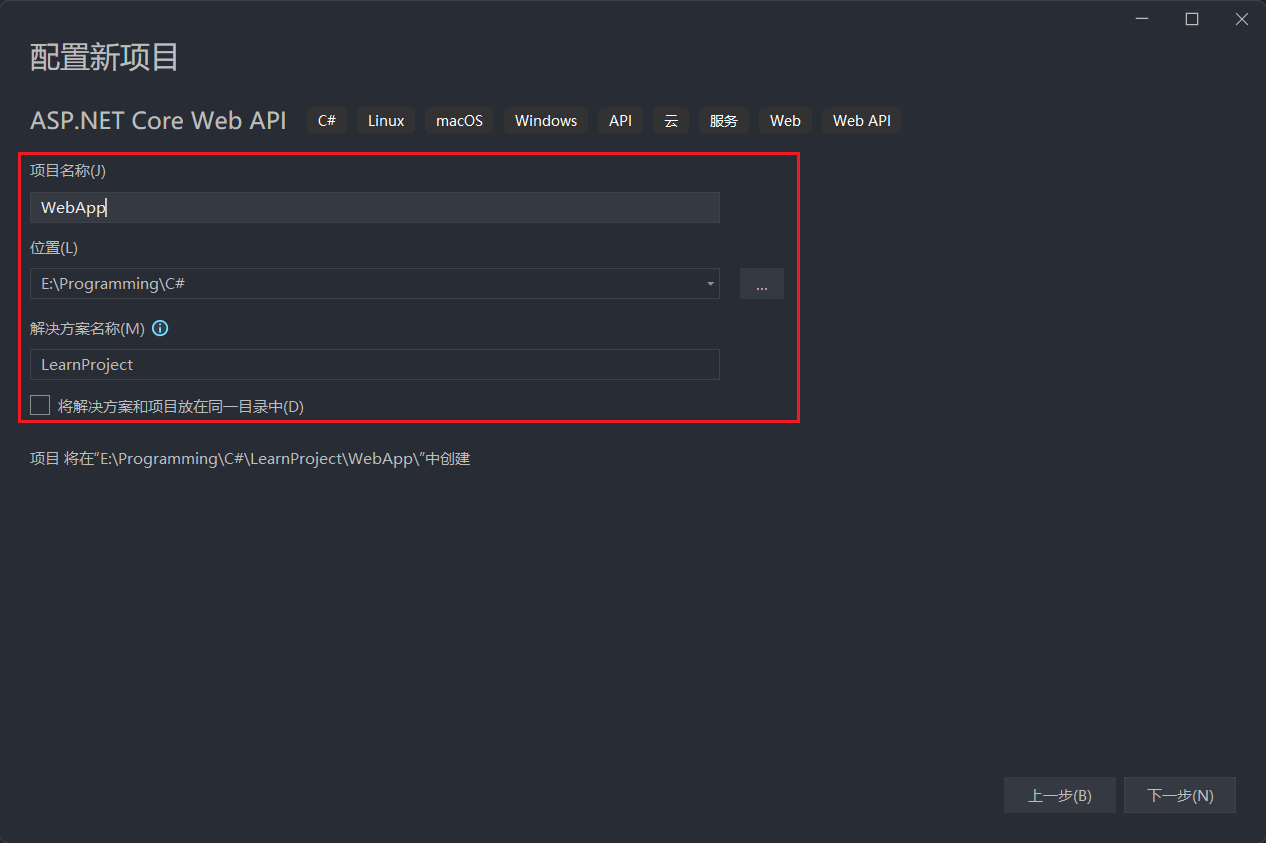 配置新项目
ASP.NET Core Web API C# Linux macOS Windows API 云 服务 Web Web API
项目名称(J)
WebApp
位置(L)
E:\Programming\C#
...
解决方案名称(M)
LearnProject
将解决方案和项目放在同一目录中(D)
项目 将在“E:\Programming\C#\LearnProject\WebApp\”中创建
上一步(B) 下一步(N)